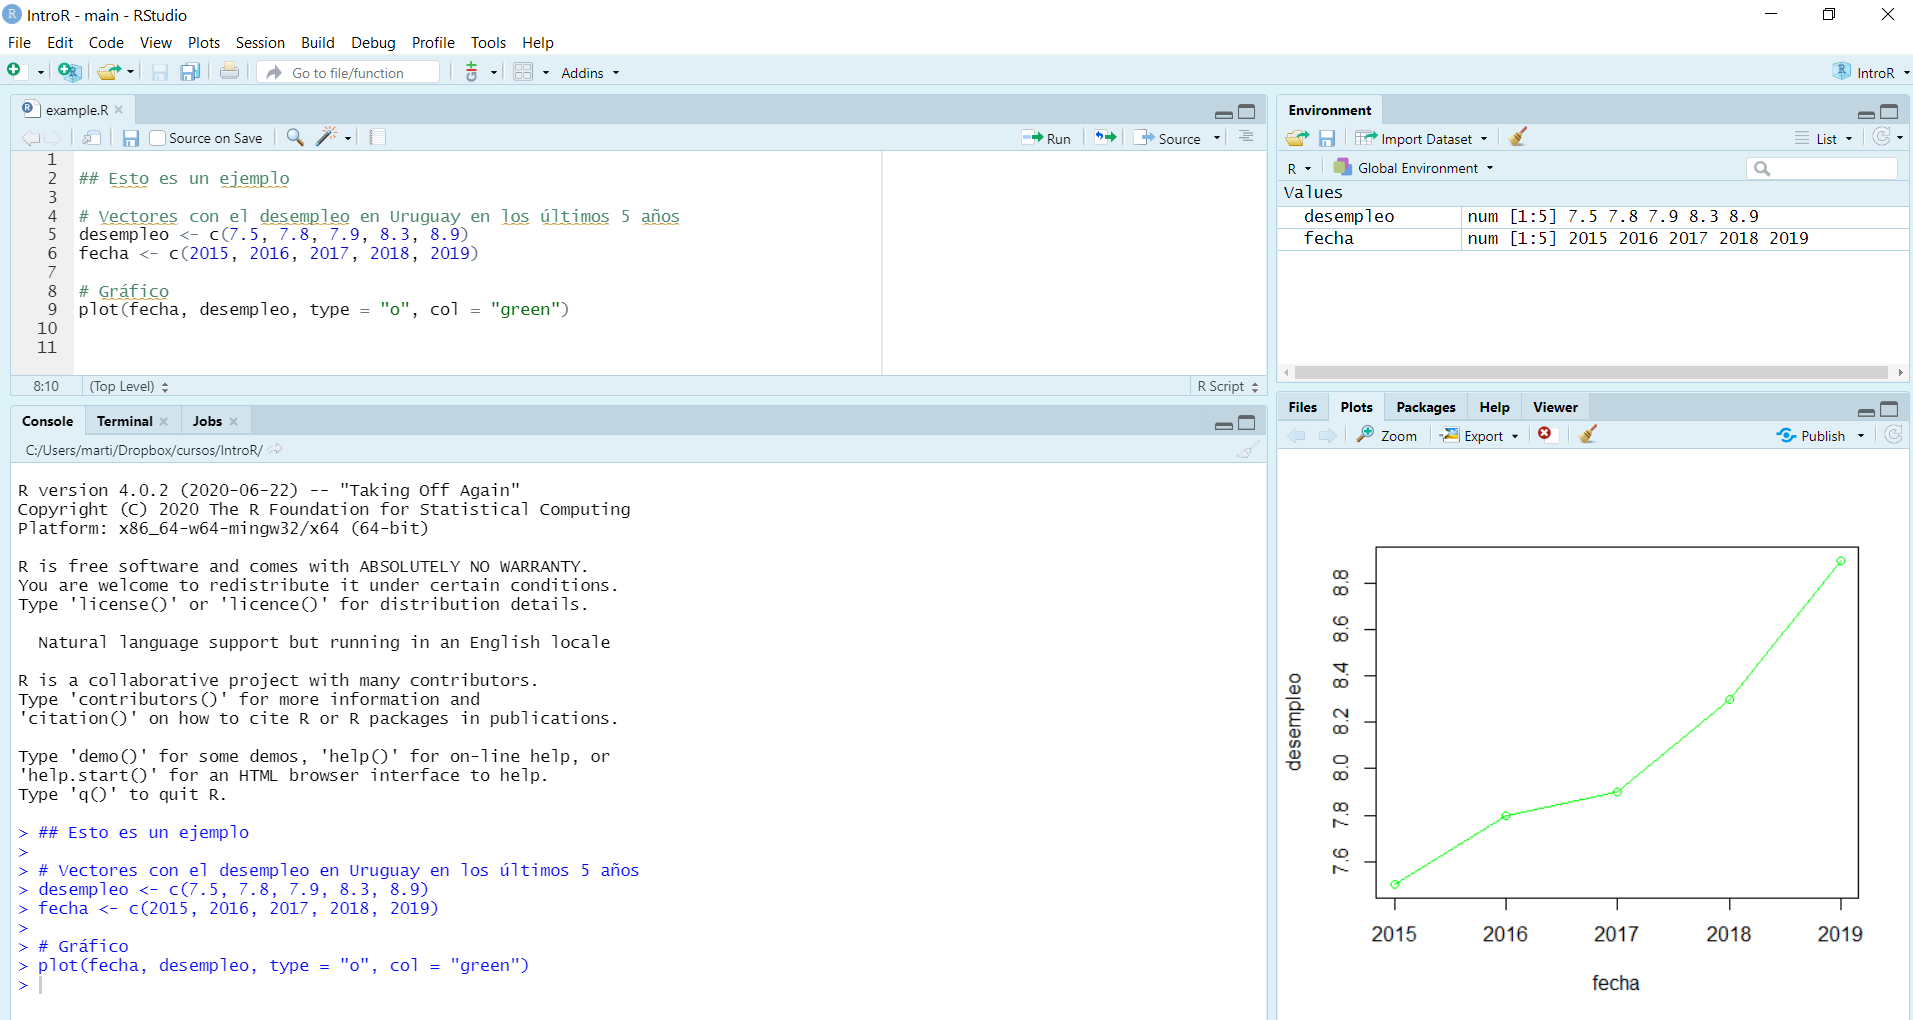 IntroR - main - RStudio
File Edit Code View Plots Session Build Debug Profile Tools Help
Go to file/function Addins IntroR
example.R
Source on Save Run Source
1
2 ## Esto es un ejemplo
3
4 # Vectores con el desempleo en Uruguay en los últimos 5 años
5 desempleo <- c(7.5, 7.8, 7.9, 8.3, 8.9)
6 fecha <- c(2015, 2016, 2017, 2018, 2019)
7
8 # Gráfico
9 plot(fecha, desempleo, type = "o", col = "green")
10
11
8:10 (Top Level) R Script
Console Terminal Jobs
C:/Users/marti/Dropbox/cursos/IntroR/
R version 4.0.2 (2020-06-22) -- "Taking Off Again"
Copyright (C) 2020 The R Foundation for Statistical Computing
Platform: x86_64-w64-mingw32/x64 (64-bit)
R is free software and comes with ABSOLUTELY NO WARRANTY.
You are welcome to redistribute it under certain conditions.
Type 'license()' or 'licence()' for distribution details.
Natural language support but running in an English locale
R is a collaborative project with many contributors.
Type 'contributors()' for more information and
'citation()' on how to cite R or R packages in publications.
Type 'demo()' for some demos, 'help()' for on-line help, or
'help.start()' for an HTML browser interface to help.
Type 'q()' to quit R.
> ## Esto es un ejemplo
>
> # Vectores con el desempleo en Uruguay en los últimos 5 años
> desempleo <- c(7.5, 7.8, 7.9, 8.3, 8.9)
> fecha <- c(2015, 2016, 2017, 2018, 2019)
>
> # Gráfico
> plot(fecha, desempleo, type = "o", col = "green")
>
Environment
Import Dataset List
R Global Environment
Values
desempleo num [1:5] 7.5 7.8 7.9 8.3 8.9
fecha num [1:5] 2015 2016 2017 2018 2019
Files Plots Packages Help Viewer
Zoom Export Publish
8.8
8.6
8.4
8.2
8.0
7.8
7.6
desempleo
2015 2016 2017 2018 2019
fecha